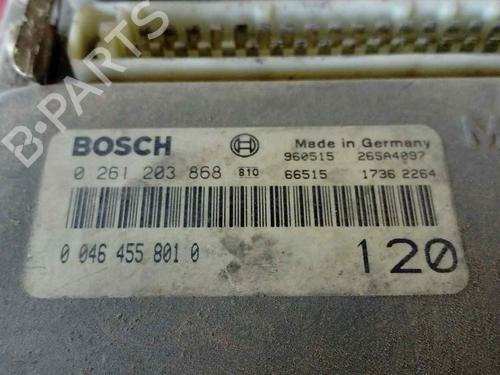 BOSCH Made in Germany
960515 26SA4097
0 261 203 868 B10 66515 1736 2264
0 046 455 801 0 120
B-PARTS